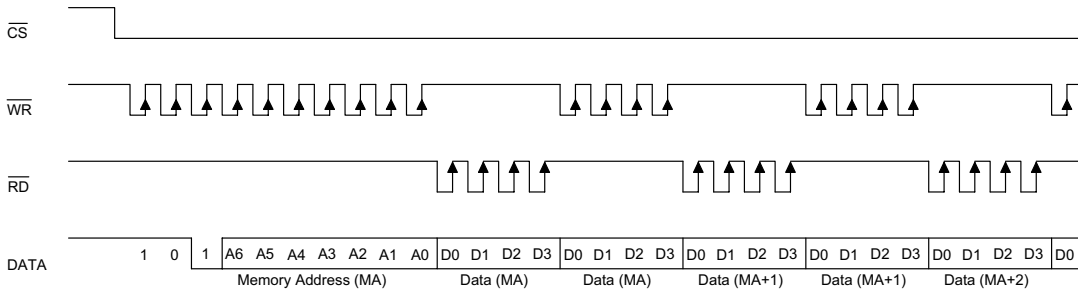 CS
WR
RD
DATA 1 0 1 A6 A5 A4 A3 A2 A1 A0 D0 D1 D2 D3 D0 D1 D2 D3 D0 D1 D2 D3 D0 D1 D2 D3 D0 D1 D2 D3 D0
Memory Address (MA) Data (MA) Data (MA) Data (MA+1) Data (MA+1) Data (MA+2)